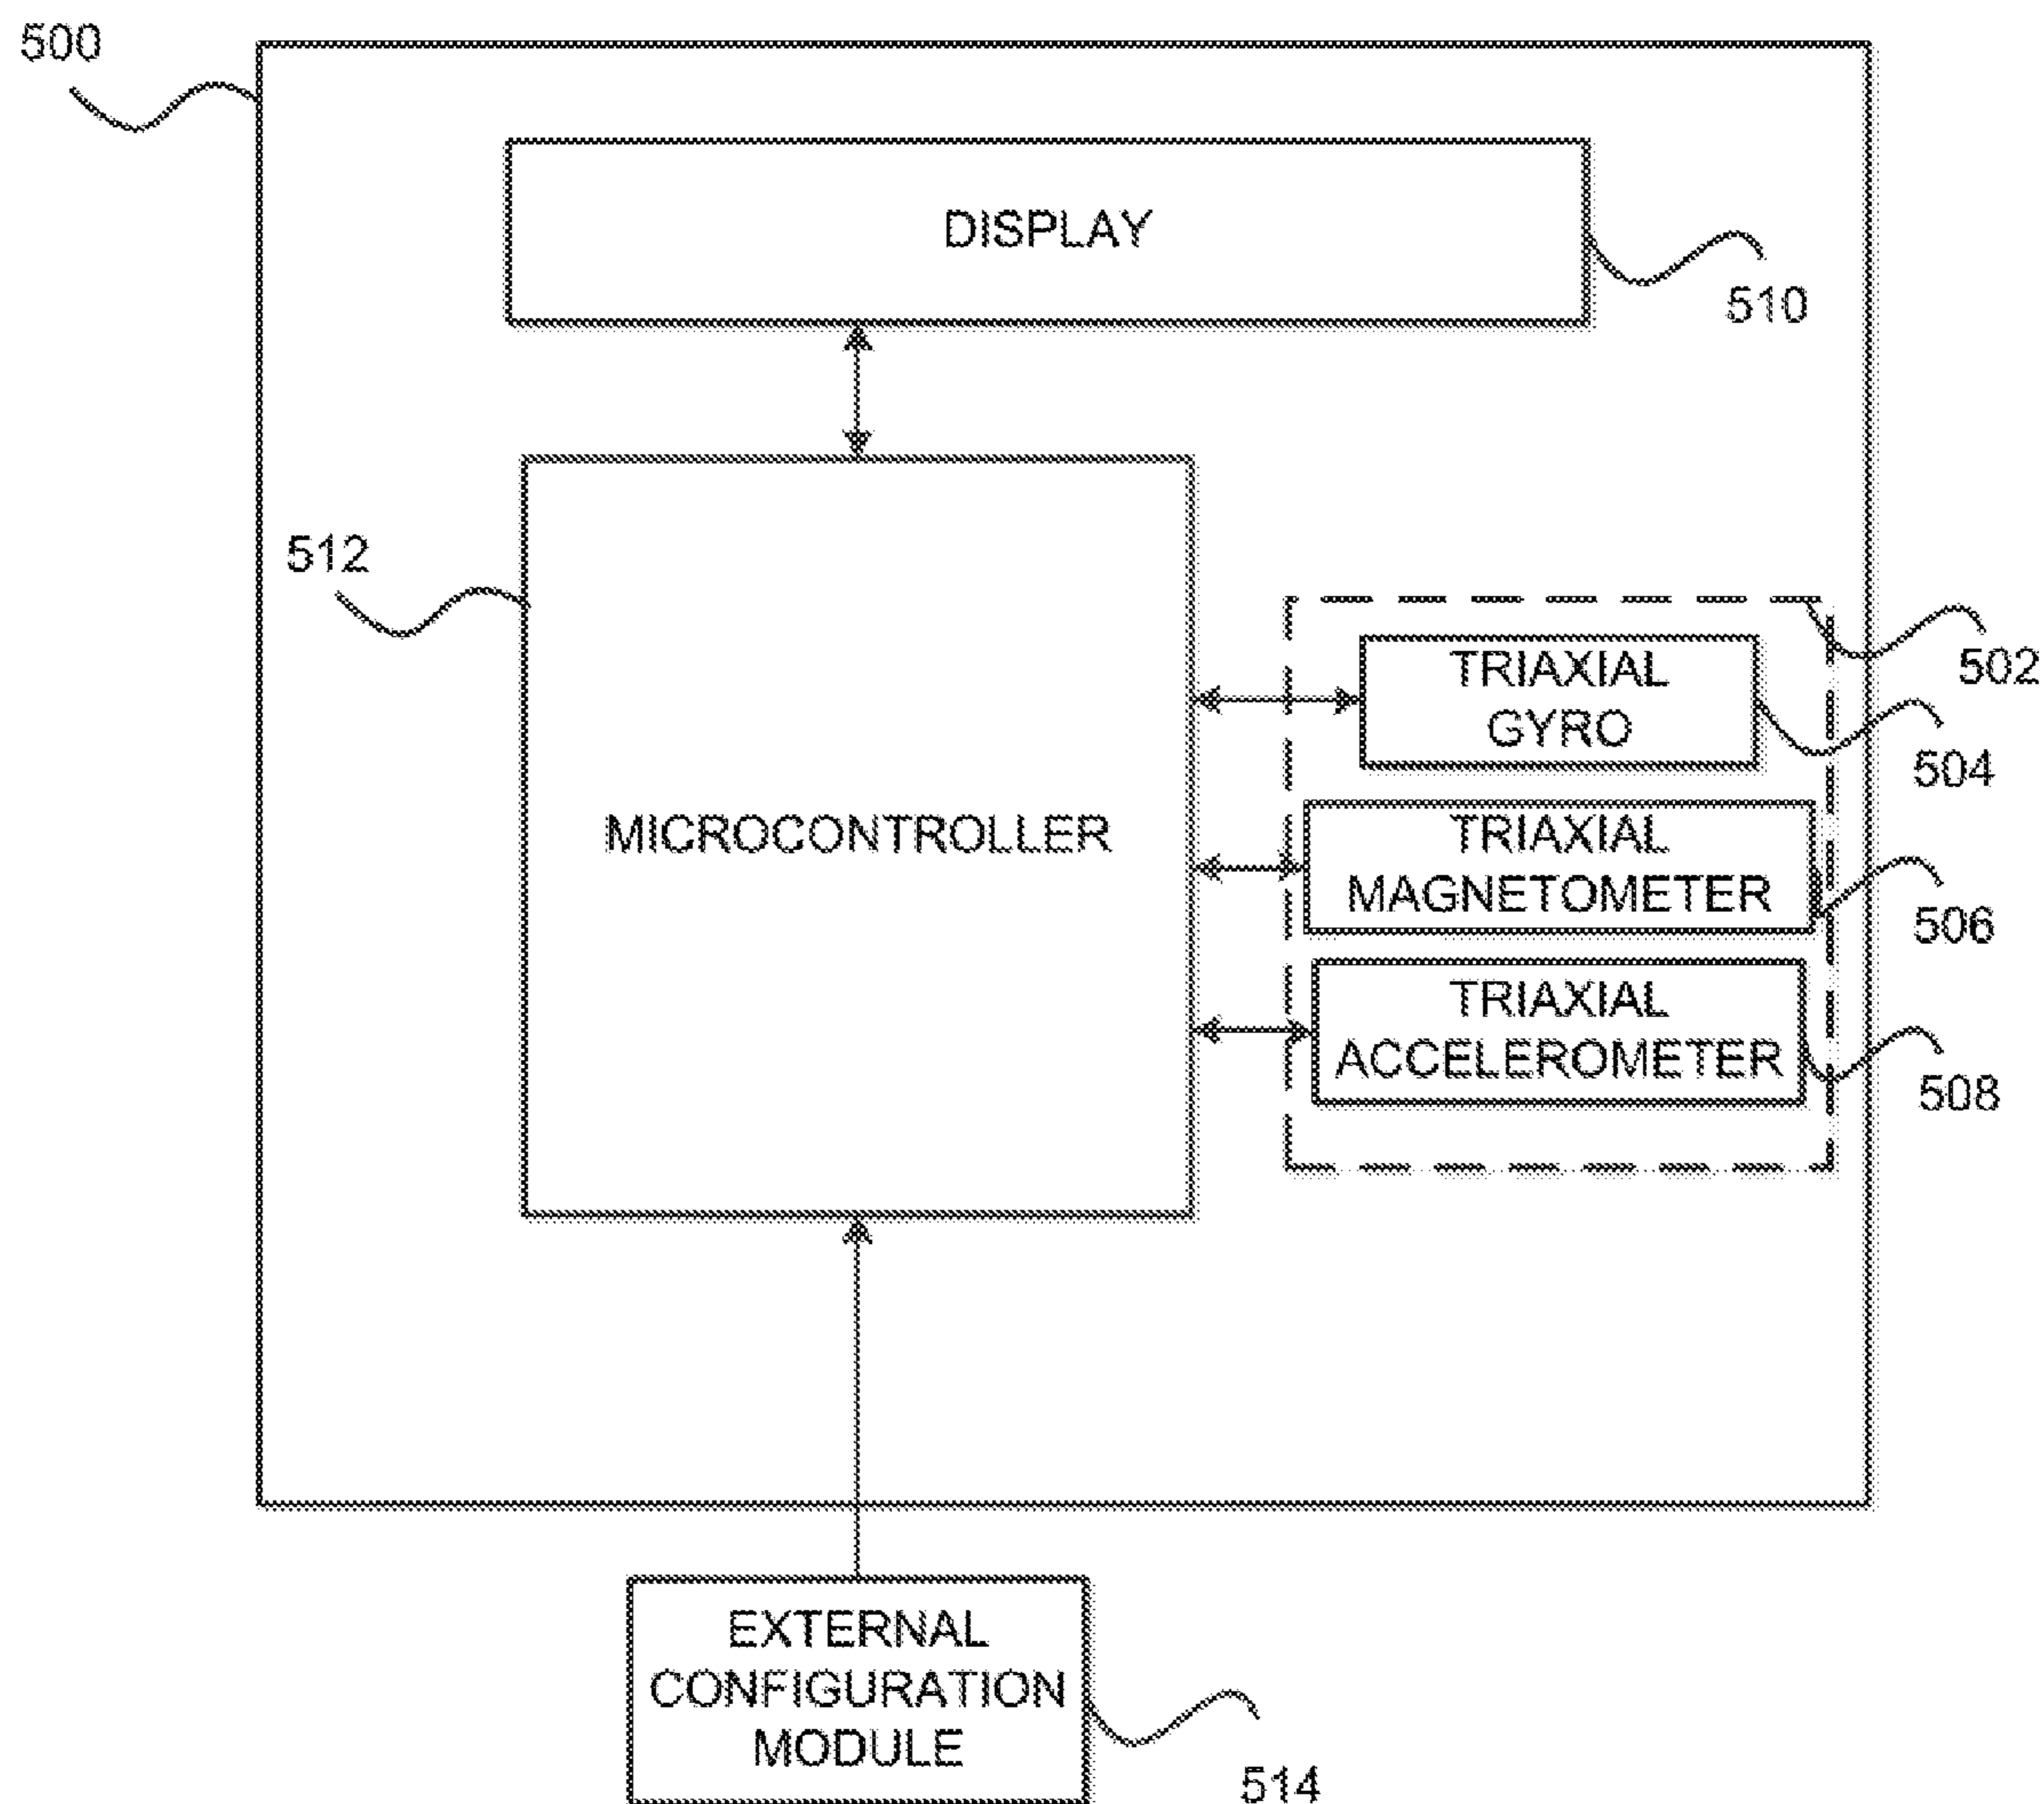 500
DISPLAY
510
512
MICROCONTROLLER
502
TRIAXIAL
GYRO
504
TRIAXIAL
MAGNETOMETER
506
TRIAXIAL
ACCELEROMETER
508
EXTERNAL
CONFIGURATION
MODULE
514